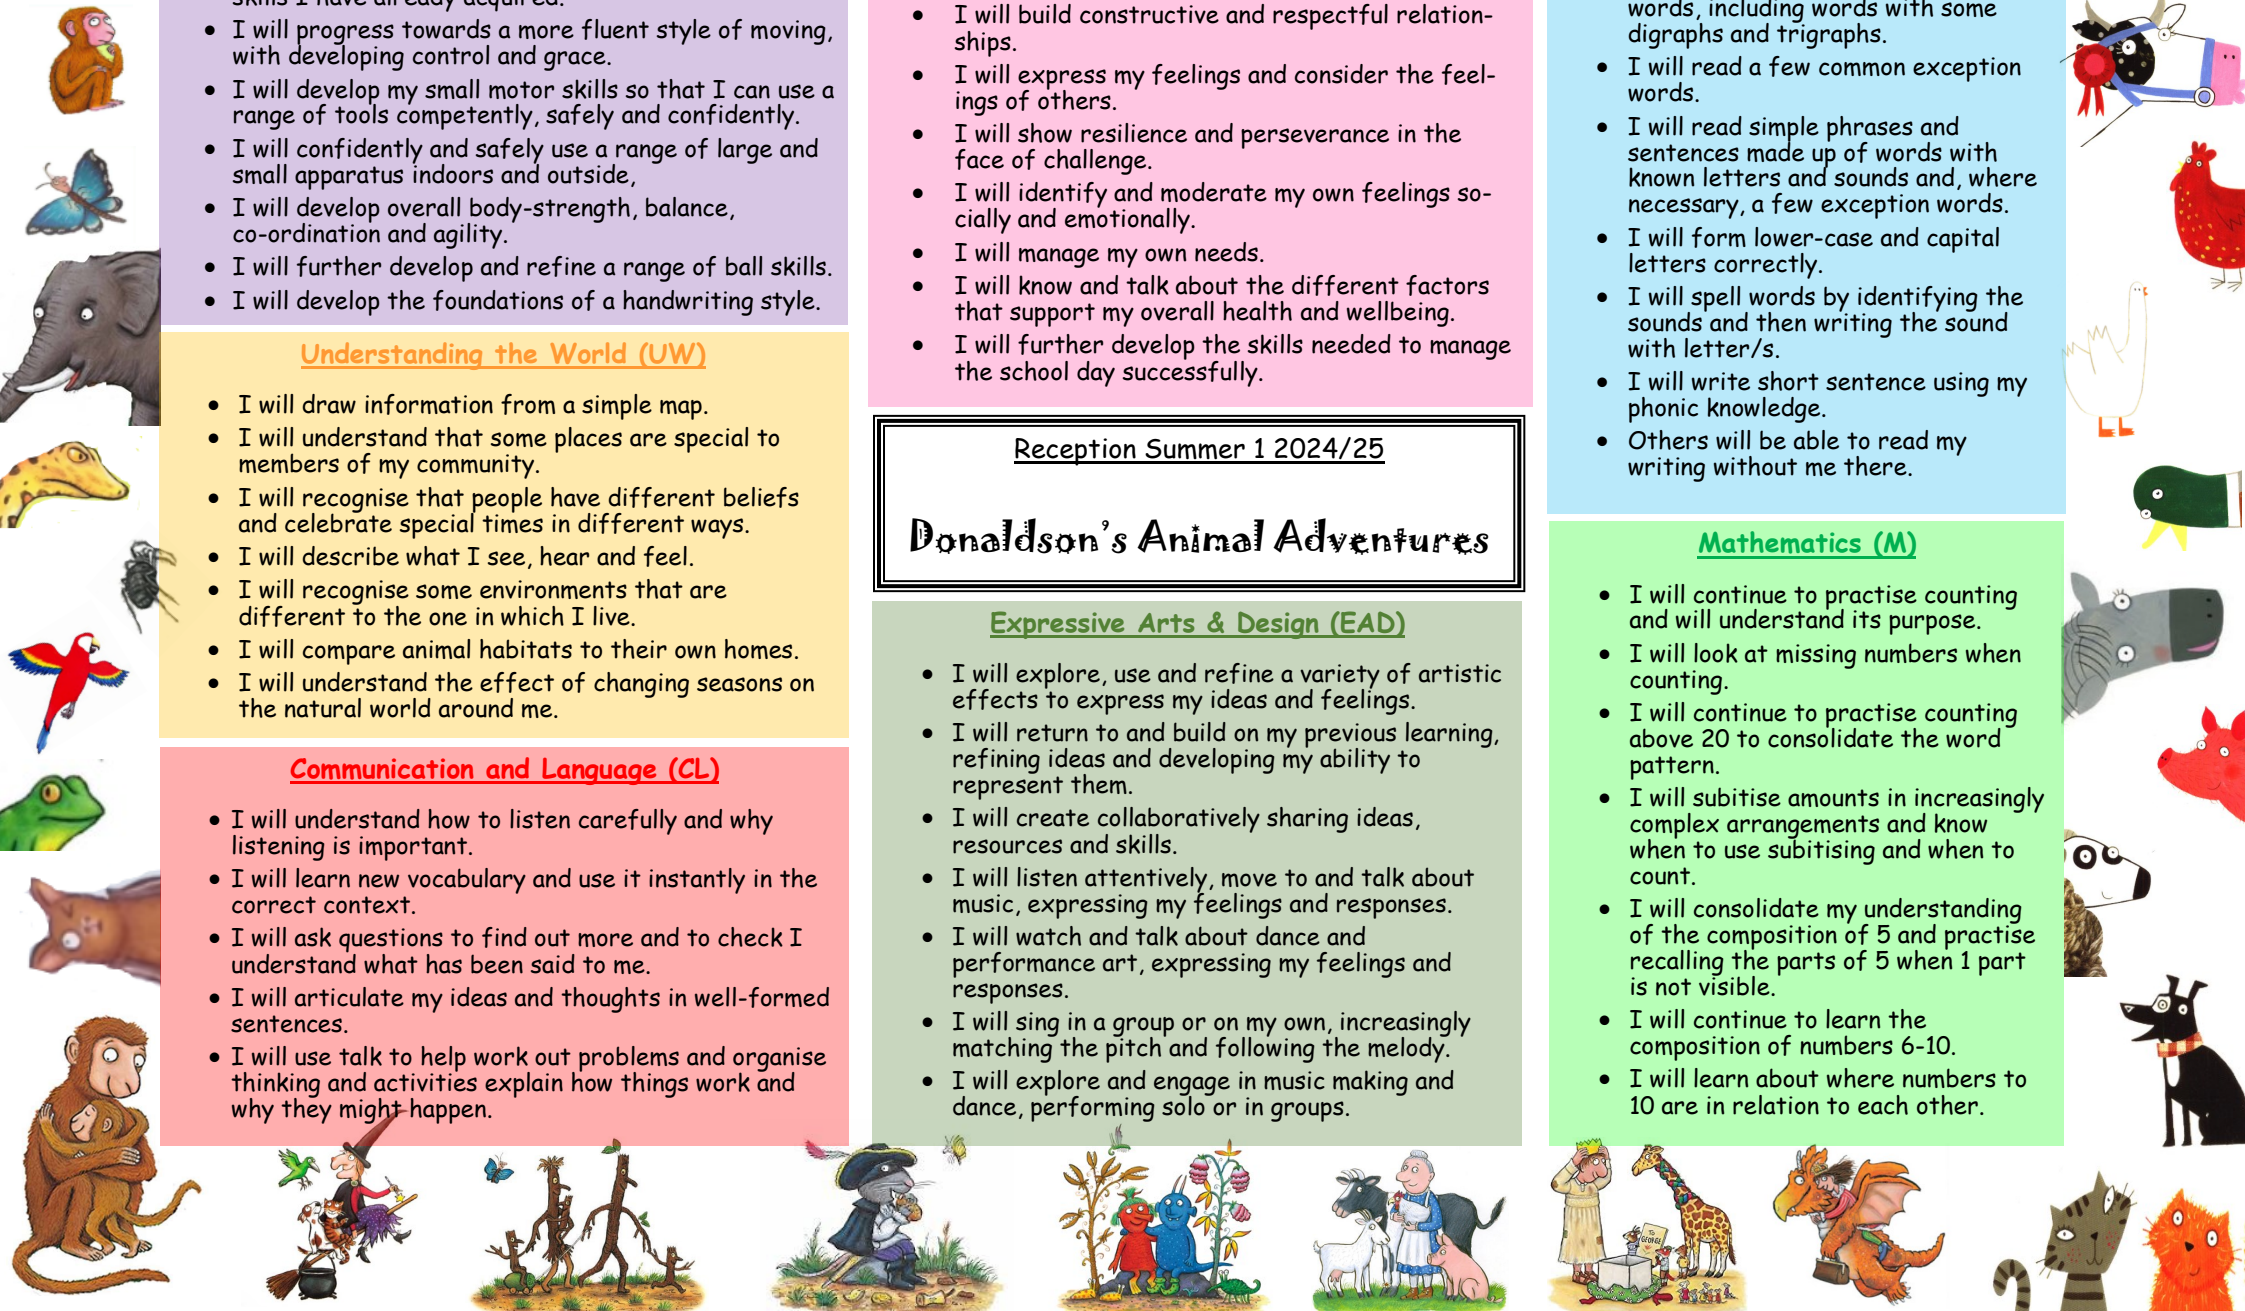 skills I have already acquired.
• I will progress towards a more fluent style of moving,
with developing control and grace.
• I will develop my small motor skills so that I can use a
range of tools competently, safely and confidently.
• I will confidently and safely use a range of large and
small apparatus indoors and outside,
• I will develop overall body-strength, balance,
co-ordination and agility.
• I will further develop and refine a range of ball skills.
• I will develop the foundations of a handwriting style.
Understanding the World (UW)
• I will draw information from a simple map.
• I will understand that some places are special to
members of my community.
• I will recognise that people have different beliefs
and celebrate special times in different ways.
• I will describe what I see, hear and feel.
• I will recognise some environments that are
different to the one in which I live.
• I will compare animal habitats to their own homes.
• I will understand the effect of changing seasons on
the natural world around me.
Communication and Language (CL)
• I will understand how to listen carefully and why
listening is important.
• I will learn new vocabulary and use it instantly in the
correct context.
• I will ask questions to find out more and to check I
understand what has been said to me.
• I will articulate my ideas and thoughts in well-formed
sentences.
• I will use talk to help work out problems and organise
thinking and activities explain how things work and
why they might happen.
• I will build constructive and respectful relation-
ships.
• I will express my feelings and consider the feel-
ings of others.
• I will show resilience and perseverance in the
face of challenge.
• I will identify and moderate my own feelings so-
cially and emotionally.
• I will manage my own needs.
• I will know and talk about the different factors
that support my overall health and wellbeing.
• I will further develop the skills needed to manage
the school day successfully.
Reception Summer 1 2024/25
Donaldson's Animal Adventures
Expressive Arts & Design (EAD)
• I will explore, use and refine a variety of artistic
effects to express my ideas and feelings.
• I will return to and build on my previous learning,
refining ideas and developing my ability to
represent them.
• I will create collaboratively sharing ideas,
resources and skills.
• I will listen attentively, move to and talk about
music, expressing my feelings and responses.
• I will watch and talk about dance and
performance art, expressing my feelings and
responses.
• I will sing in a group or on my own, increasingly
matching the pitch and following the melody.
• I will explore and engage in music making and
dance, performing solo or in groups.
words, including words with some
digraphs and trigraphs.
• I will read a few common exception
words.
• I will read simple phrases and
sentences made up of words with
known letters and sounds and, where
necessary, a few exception words.
• I will form lower-case and capital
letters correctly.
• I will spell words by identifying the
sounds and then writing the sound
with letter/s.
• I will write short sentence using my
phonic knowledge.
• Others will be able to read my
writing without me there.
Mathematics (M)
• I will continue to practise counting
and will understand its purpose.
• I will look at missing numbers when
counting.
• I will continue to practise counting
above 20 to consolidate the word
pattern.
• I will subitise amounts in increasingly
complex arrangements and know
when to use subitising and when to
count.
• I will consolidate my understanding
of the composition of 5 and practise
recalling the parts of 5 when 1 part
is not visible.
• I will continue to learn the
composition of numbers 6-10.
• I will learn about where numbers to
10 are in relation to each other.
GEORGE